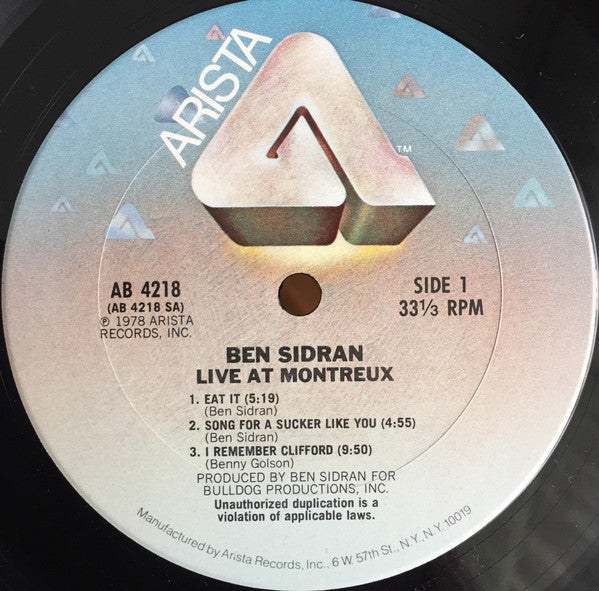 ARISTA
TM
AB 4218
(AB 4218 SA)
℗ 1978 ARISTA
RECORDS, INC.
SIDE 1
33⅓ RPM
BEN SIDRAN
LIVE AT MONTREUX
1. EAT IT (5:19)
(Ben Sidran)
2. SONG FOR A SUCKER LIKE YOU (4:55)
(Ben Sidran)
3. I REMEMBER CLIFFORD (9:50)
(Benny Golson)
PRODUCED BY BEN SIDRAN FOR
BULLDOG PRODUCTIONS, INC.
Unauthorized duplication is a
violation of applicable laws.
Manufactured by Arista Records, Inc., 6 W. 57th St., N.Y., N.Y. 10019